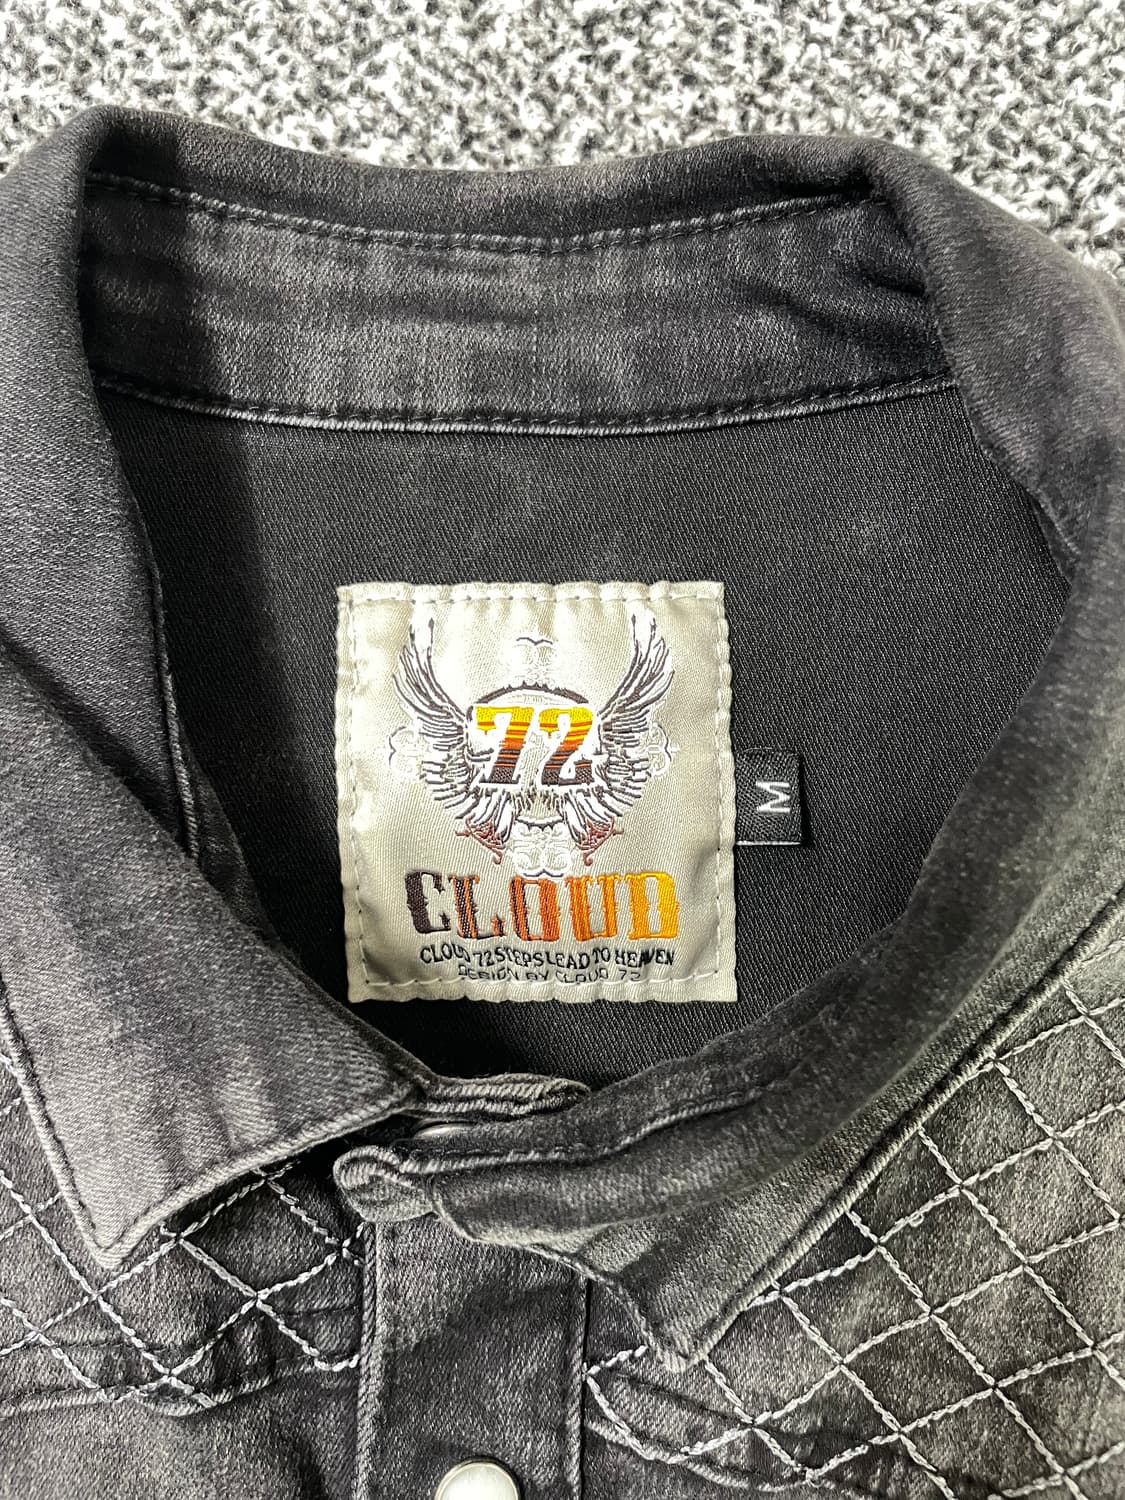 72
M
CLOUD
CLOUD 72 STEPS LEAD TO HEAVEN
DESIGN BY CLOUD 72